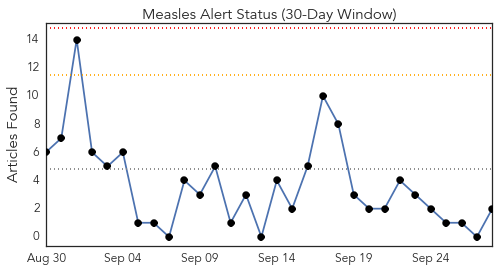 Measles Alert Status (30-Day Window)
Articles Found
14
12
10
8
6
4
2
0
Aug 30 Sep 04 Sep 09 Sep 14 Sep 19 Sep 24